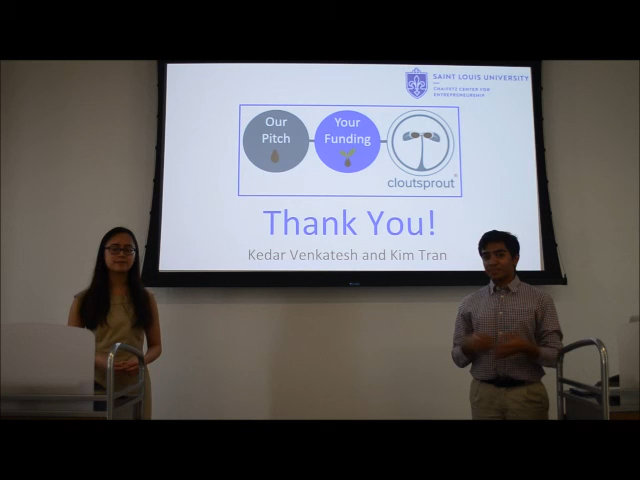 SAINT LOUIS UNIVERSITY
CHAIFETZ CENTER FOR
ENTREPRENEURSHIP
Our
Pitch
Your
Funding
cloutsprout®
Thank You!
Kedar Venkatesh and Kim Tran